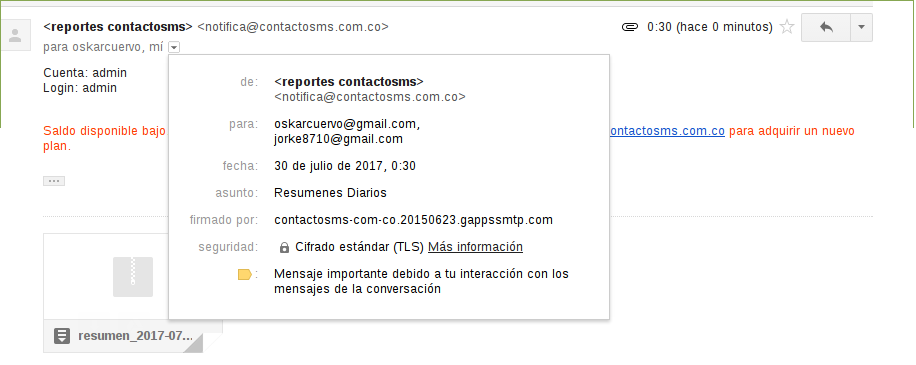 <reportes contactosms> <notifica@contactosms.com.co>
0:30 (hace 0 minutos)
para oskarcuervo, mí
Cuenta: admin
Login: admin
Saldo disponible bajo
ontactosms.com.co para adquirir un nuevo
plan.
de: <reportes contactosms>
<notifica@contactosms.com.co>
para: oskarcuervo@gmail.com,
jorke8710@gmail.com
fecha: 30 de julio de 2017, 0:30
asunto: Resumenes Diarios
firmado por: contactosms-com-co.20150623.gappssmtp.com
seguridad: Cifrado estándar (TLS) Más información
: Mensaje importante debido a tu interacción con los
mensajes de la conversación
resumen_2017-07...